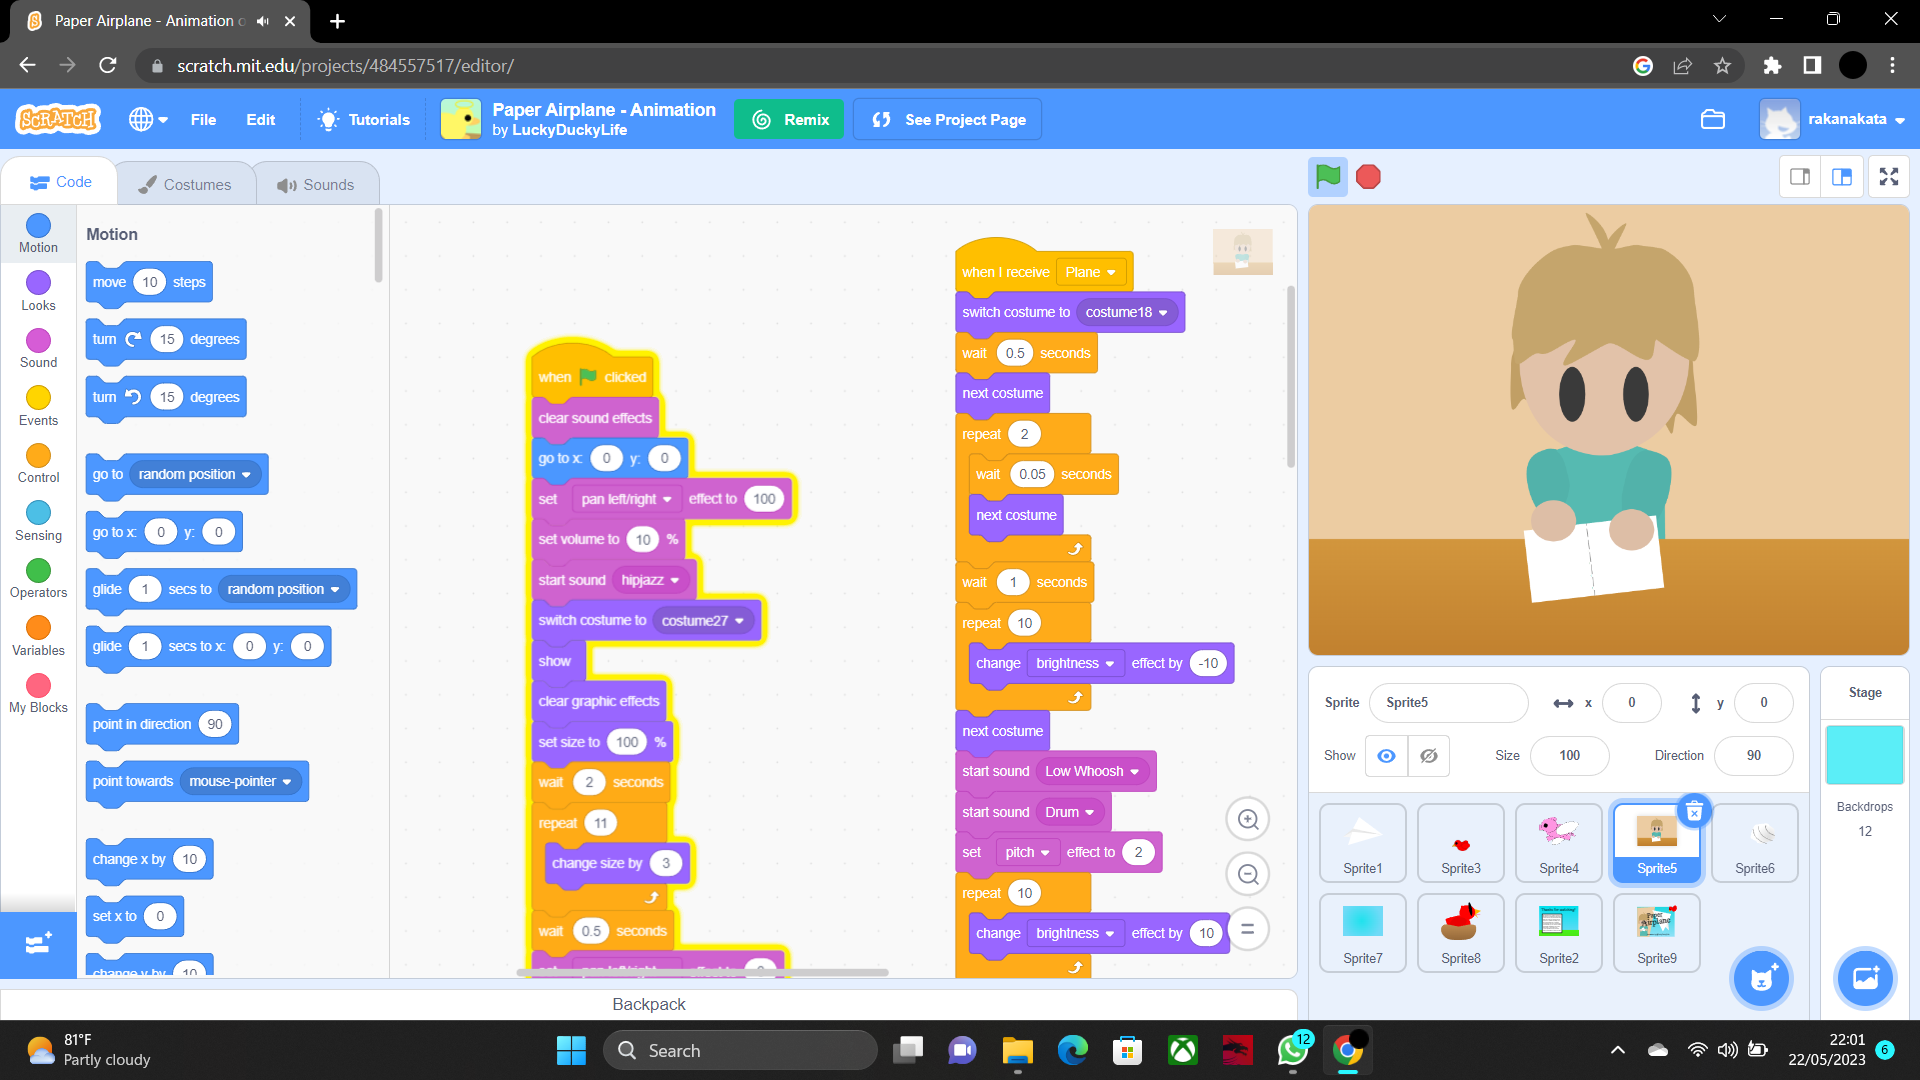 Paper Airplane - Animation
scratch.mit.edu/projects/484557517/editor/
SCRATCH
File
Edit
Tutorials
Paper Airplane - Animation
by LuckyDuckyLife
Remix
See Project Page
rakanakata
Code
Costumes
Sounds
Motion
Looks
Sound
Events
Control
Sensing
Operators
Variables
My Blocks
Motion
move 10 steps
turn 15 degrees
turn 15 degrees
go to random position
go to x: 0 y: 0
glide 1 secs to random position
glide 1 secs to x: 0 y: 0
point in direction 90
point towards mouse-pointer
change x by 10
set x to 0
change y by 10
when clicked
clear sound effects
go to x: 0 y: 0
set pan left/right effect to 100
set volume to 10 %
start sound hipjazz
switch costume to costume27
show
clear graphic effects
set size to 100 %
wait 2 seconds
repeat 11
change size by 3
wait 0.5 seconds
set pan left/right effect to 0
when I receive Plane
switch costume to costume18
wait 0.5 seconds
next costume
repeat 2
wait 0.05 seconds
next costume
wait 1 seconds
repeat 10
change brightness effect by -10
next costume
start sound Low Whoosh
start sound Drum
set pitch effect to 2
repeat 10
change brightness effect by 10
Backpack
Sprite Sprite5 x 0 y 0
Show Size 100 Direction 90
Sprite1
Sprite3
Sprite4
Sprite5
Sprite6
Sprite7
Sprite8
Sprite2
Paper Airplane
Sprite9
Stage
Backdrops
12
81°F
Partly cloudy
Search
12
22:01
22/05/2023
6